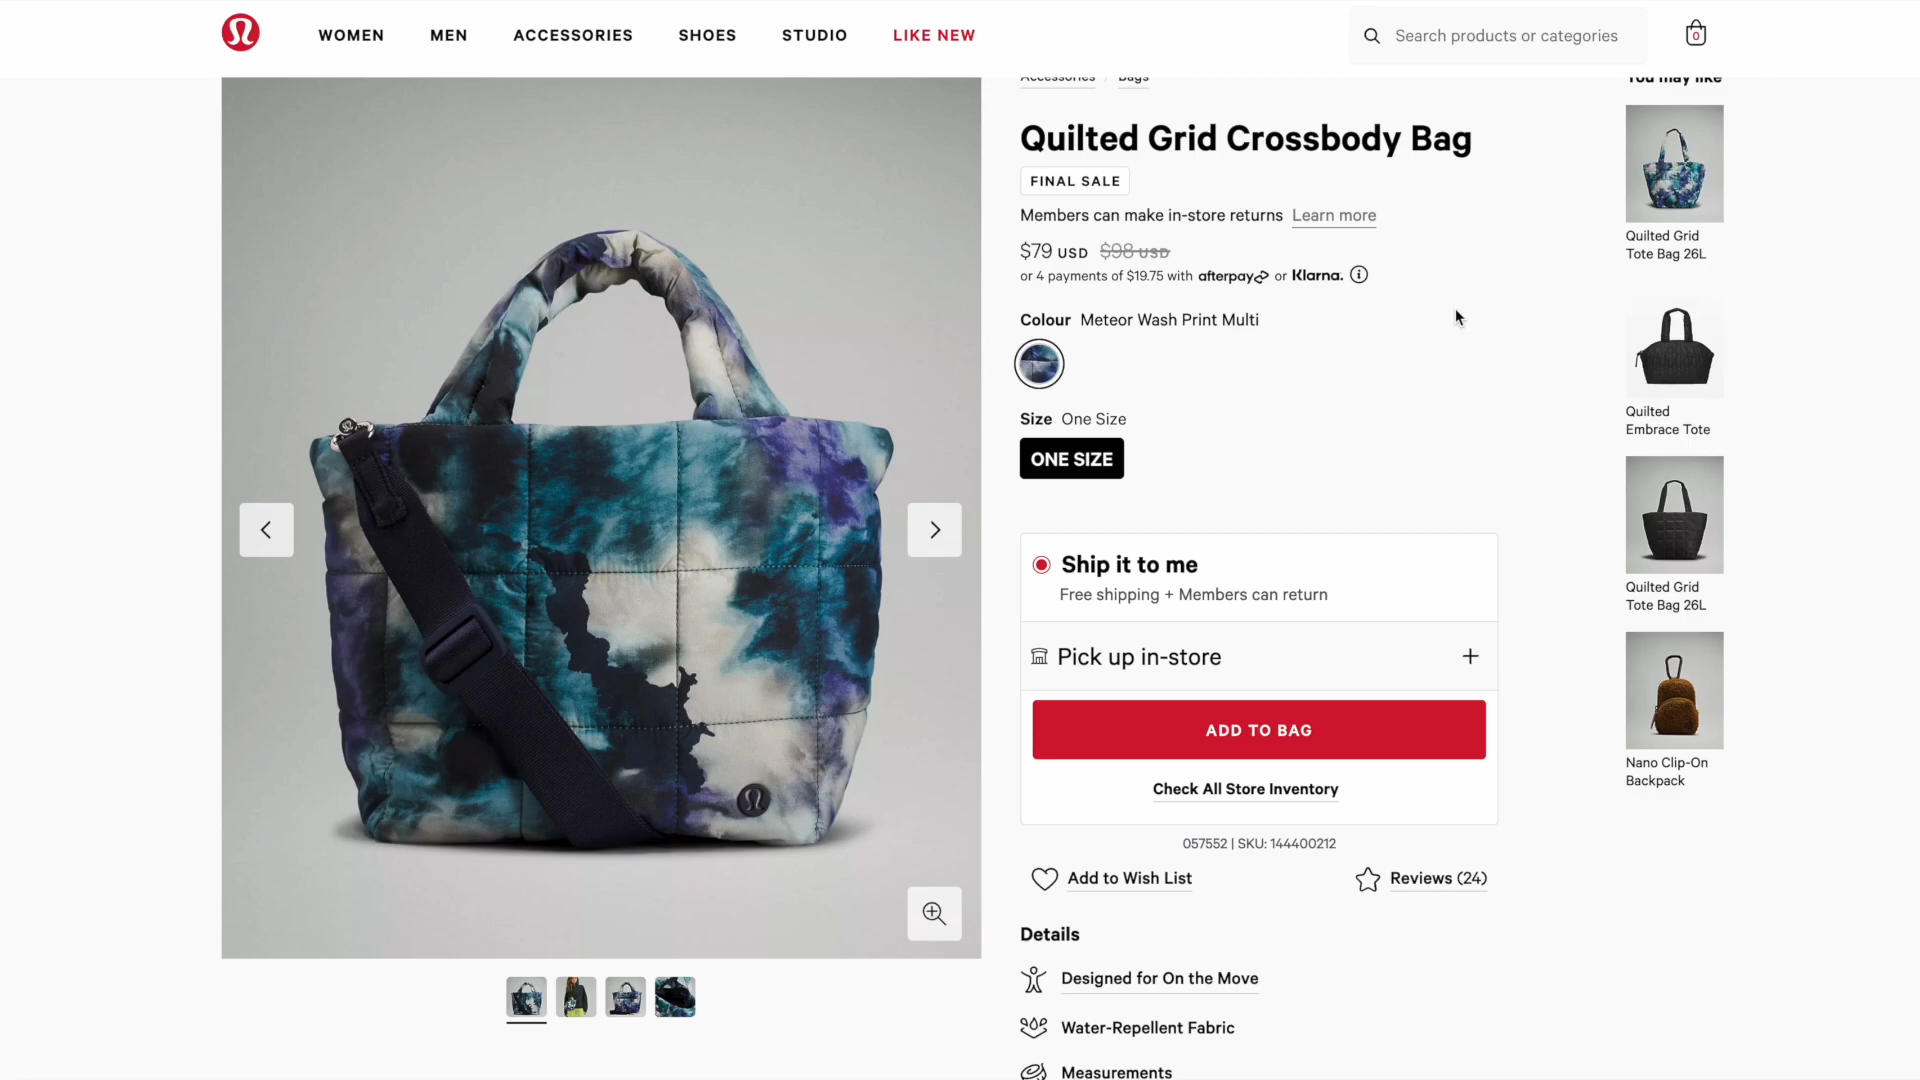 WOMEN
MEN
ACCESSORIES
SHOES
STUDIO
LIKE NEW
Search products or categories
0
Accessories
Bags
Quilted Grid Crossbody Bag
FINAL SALE
Members can make in-store returns Learn more
$79 USD $98 USD
or 4 payments of $19.75 with afterpay or Klarna.
Colour Meteor Wash Print Multi
Size One Size
ONE SIZE
Ship it to me
Free shipping + Members can return
Pick up in-store
ADD TO BAG
Check All Store Inventory
057552 | SKU: 144400212
Add to Wish List
Reviews (24)
Details
Designed for On the Move
Water-Repellent Fabric
Measurements
You may like
Quilted Grid
Tote Bag 26L
Quilted
Embrace Tote
Quilted Grid
Tote Bag 26L
Nano Clip-On
Backpack